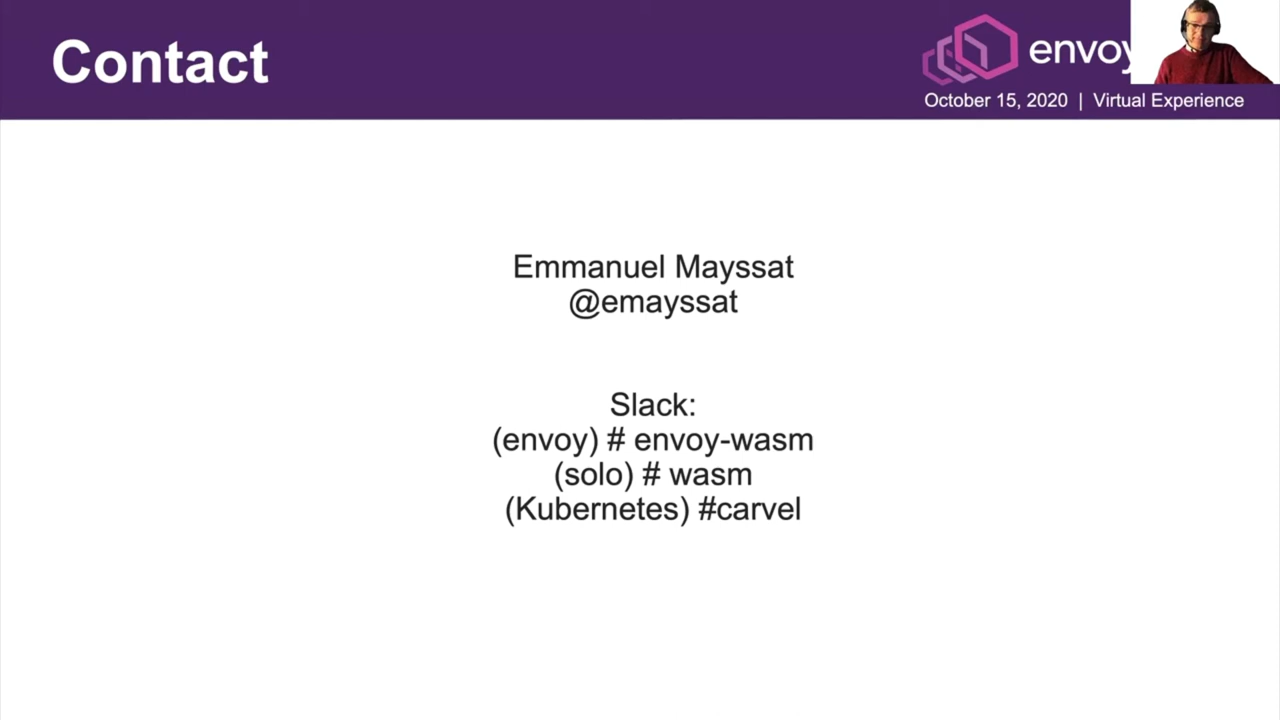 Contact
envoy
October 15, 2020 | Virtual Experience
Emmanuel Mayssat
@emayssat
Slack:
(envoy) # envoy-wasm
(solo) # wasm
(Kubernetes) #carvel